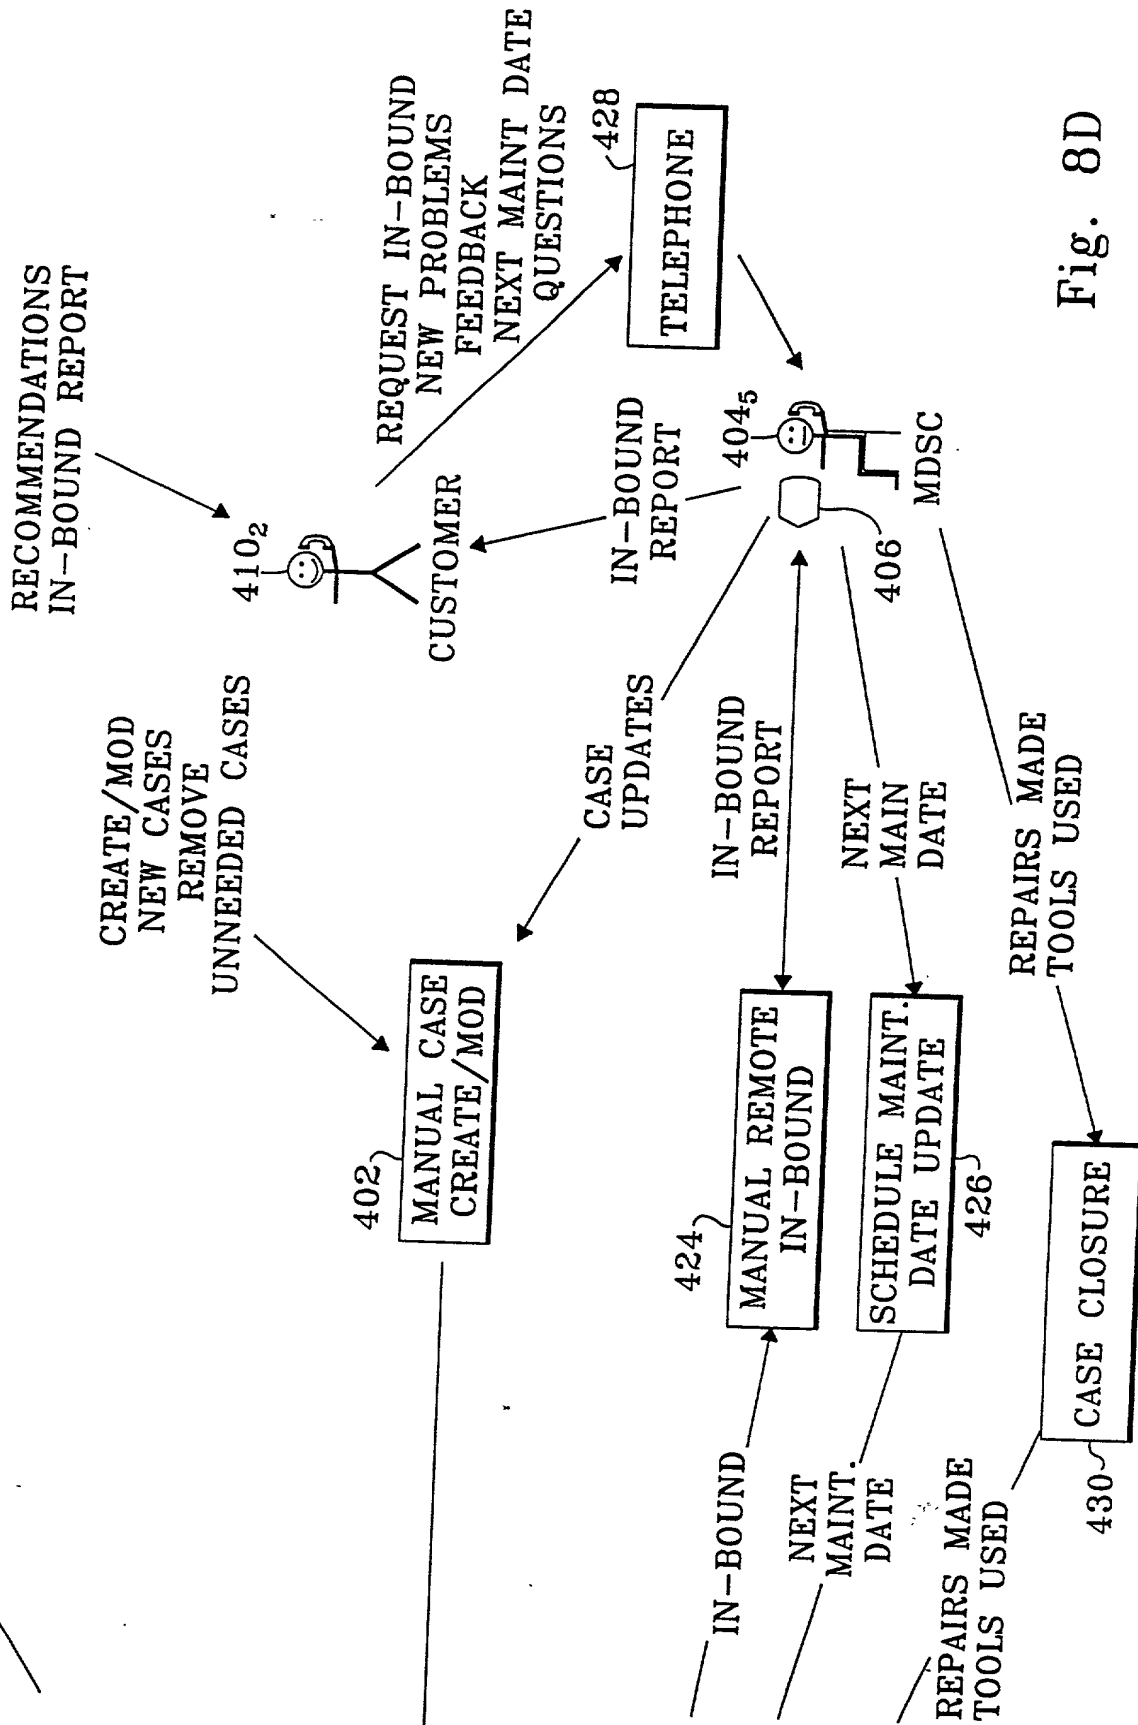 RECOMMENDATIONS
IN-BOUND REPORT
CREATE/MOD
NEW CASES
REMOVE
UNNEEDED CASES
410₂
CUSTOMER
REQUEST IN-BOUND
NEW PROBLEMS
FEEDBACK
NEXT MAINT DATE
QUESTIONS
402
MANUAL CASE
CREATE/MOD
CASE
UPDATES
IN-BOUND
REPORT
428
TELEPHONE
404₅
MDSC
406
424
MANUAL REMOTE
IN-BOUND
IN-BOUND
REPORT
IN-BOUND
SCHEDULE MAINT.
DATE UPDATE
426
NEXT
MAIN
DATE
NEXT
MAINT.
DATE
REPAIRS MADE
TOOLS USED
REPAIRS MADE
TOOLS USED
CASE CLOSURE
430
Fig. 8D